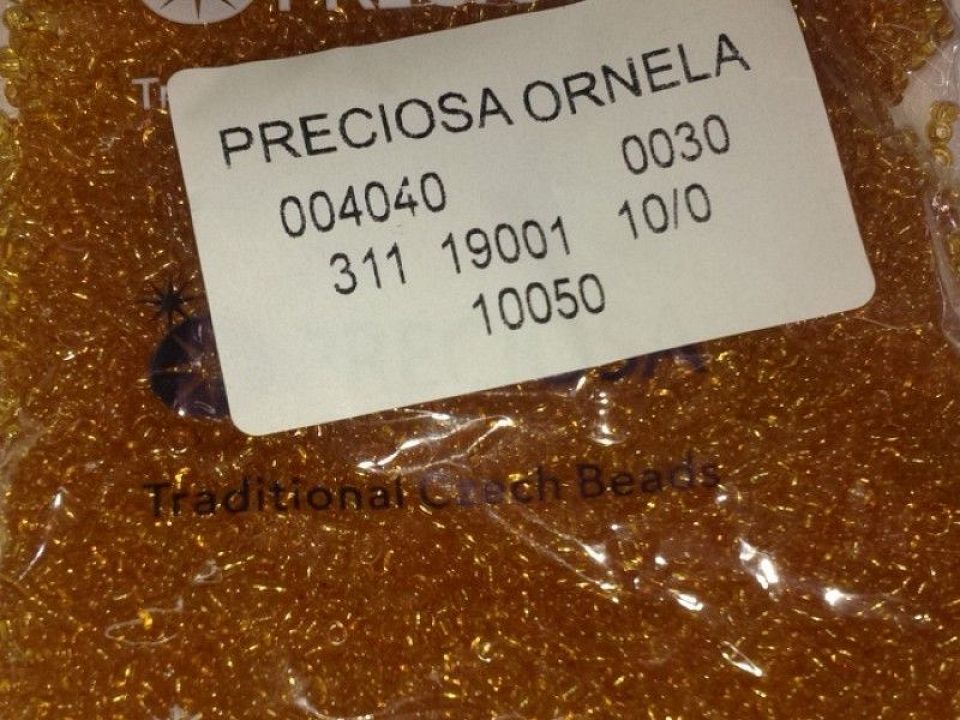 PRECIOSA ORNELA
004040 0030
311 19001 10/0
10050
Traditional Czech Beads